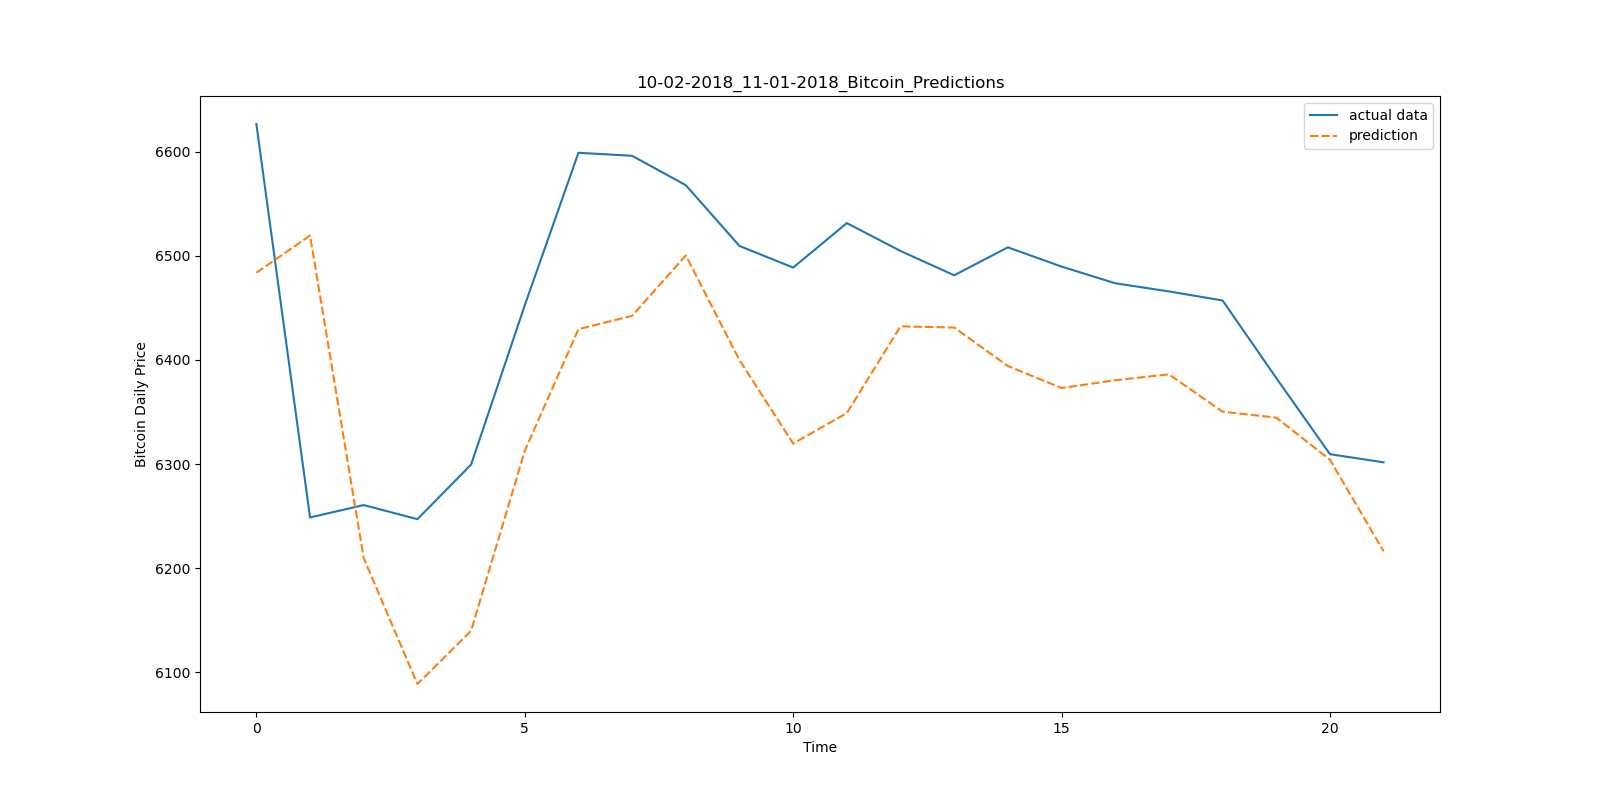 10-02-2018_11-01-2018_Bitcoin_Predictions
actual data
prediction
Bitcoin Daily Price
6600
6500
6400
6300
6200
6100
0 5 10 15 20
Time